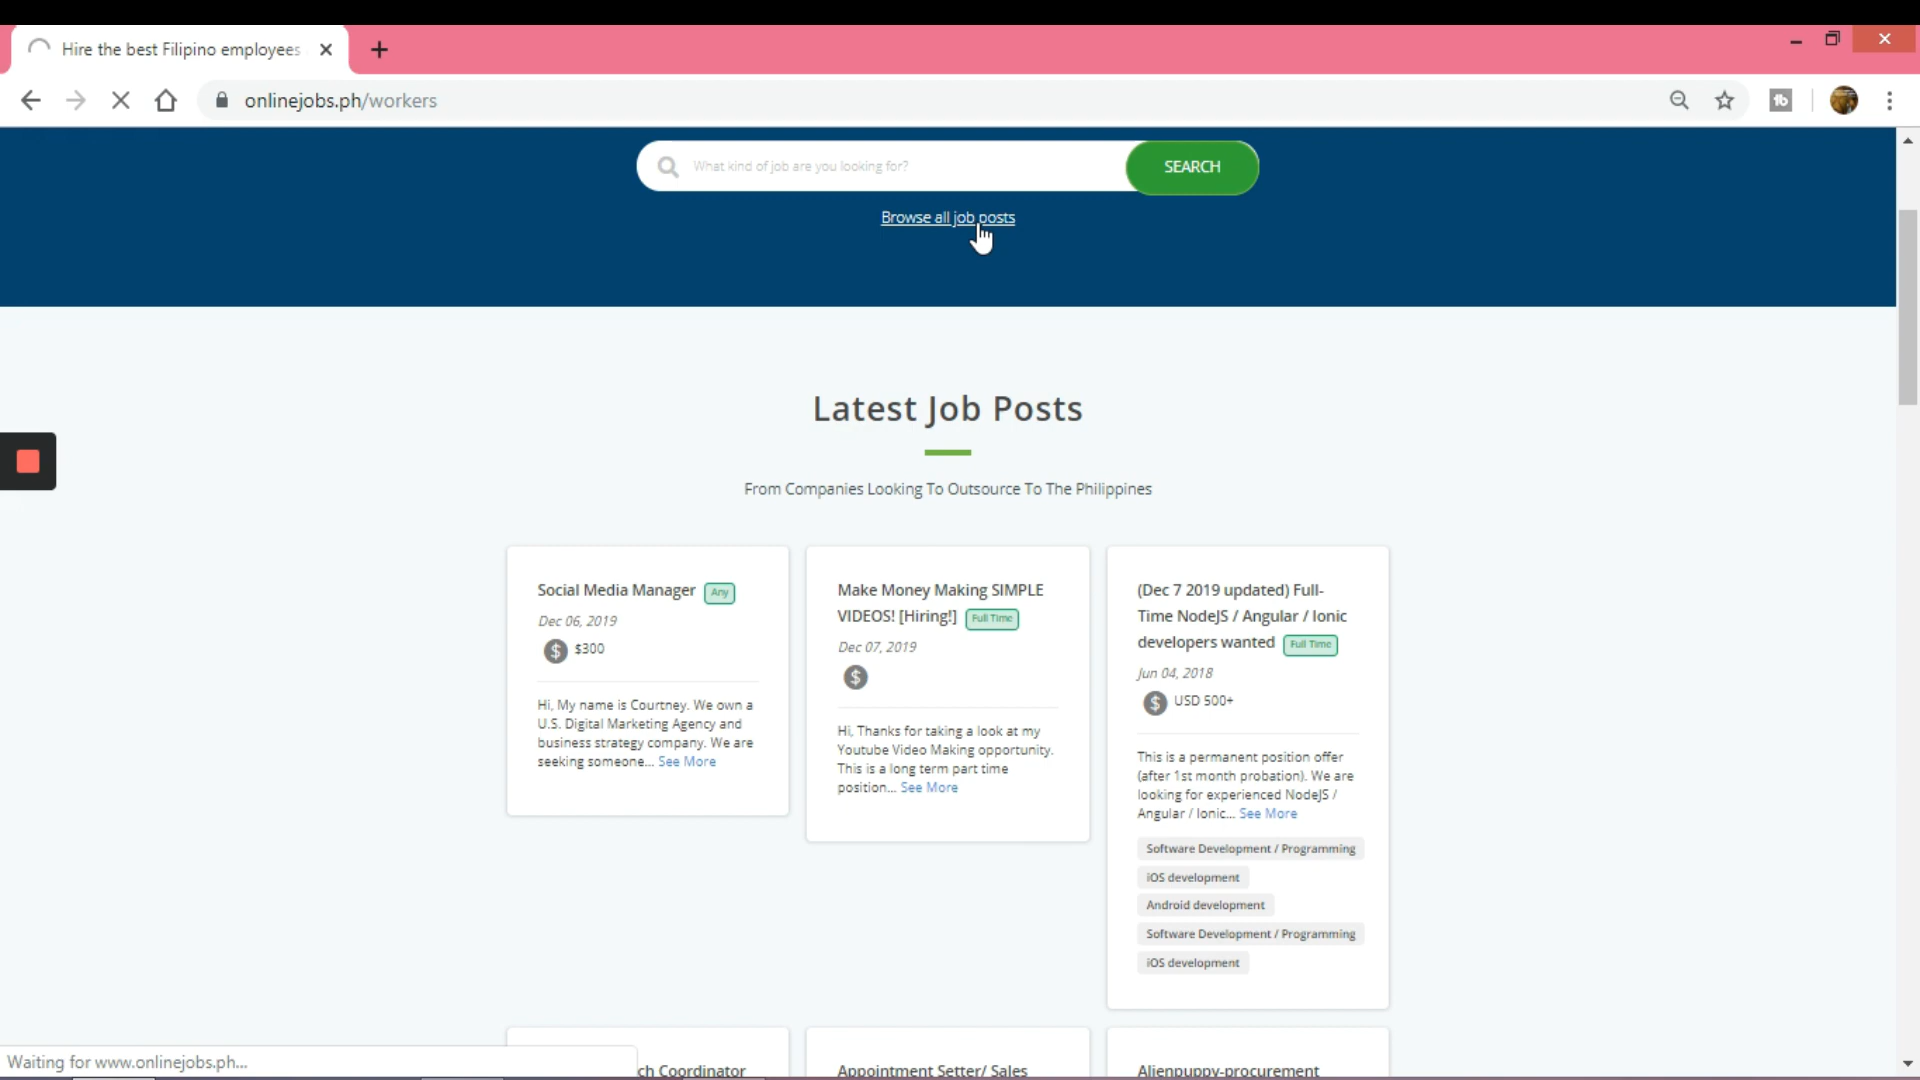 Hire the best Filipino employees
onlinejobs.ph/workers
What kind of job are you looking for?
SEARCH
Browse all job posts
Latest Job Posts
From Companies Looking To Outsource To The Philippines
Social Media Manager Any
Dec 06, 2019
$ $300
Hi, My name is Courtney. We own a
U.S. Digital Marketing Agency and
business strategy company. We are
seeking someone... See More
Make Money Making SIMPLE
VIDEOS! [Hiring!] Full Time
Dec 07, 2019
$
Hi, Thanks for taking a look at my
Youtube Video Making opportunity.
This is a long term part time
position... See More
(Dec 7 2019 updated) Full-
Time NodeJS / Angular / Ionic
developers wanted Full Time
Jun 04, 2018
$ USD 500+
This is a permanent position offer
(after 1st month probation). We are
looking for experienced NodeJS /
Angular / Ionic... See More
Software Development / Programming
iOS development
Android development
Software Development / Programming
iOS development
ch Coordinator
Appointment Setter/ Sales
Alienpuppy-procurement
Waiting for www.onlinejobs.ph...